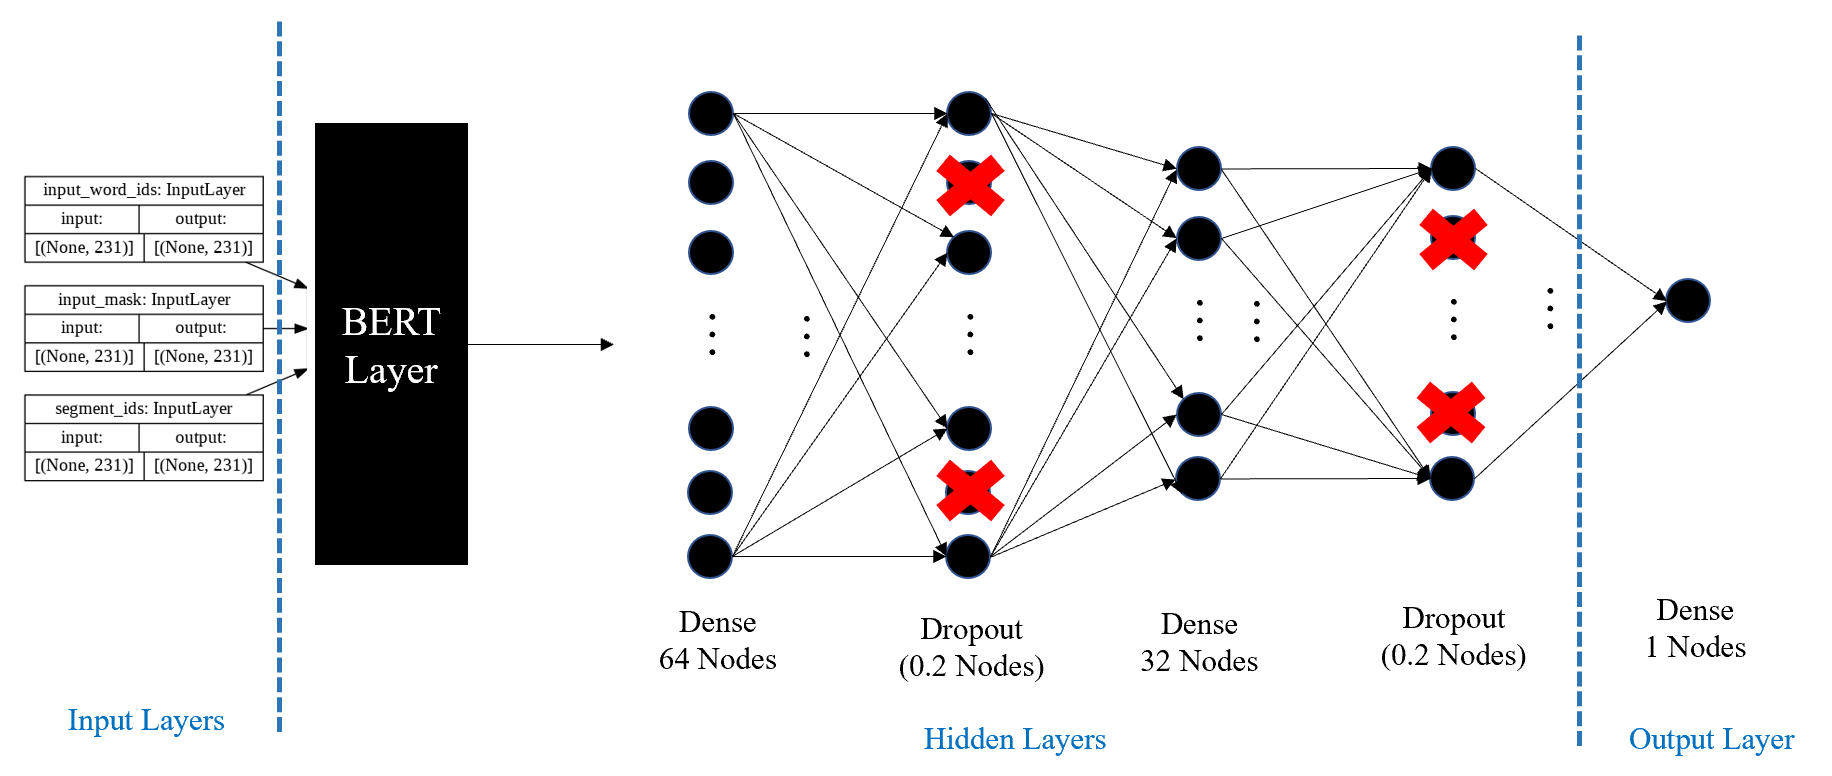 input_word_ids: InputLayer
input: output:
[(None, 231)] [(None, 231)]
input_mask: InputLayer
input: output:
[(None, 231)] [(None, 231)]
segment_ids: InputLayer
input: output:
[(None, 231)] [(None, 231)]
BERT
Layer
Dense
64 Nodes
Dropout
(0.2 Nodes)
Dense
32 Nodes
Dropout
(0.2 Nodes)
Dense
1 Nodes
Input Layers
Hidden Layers
Output Layer